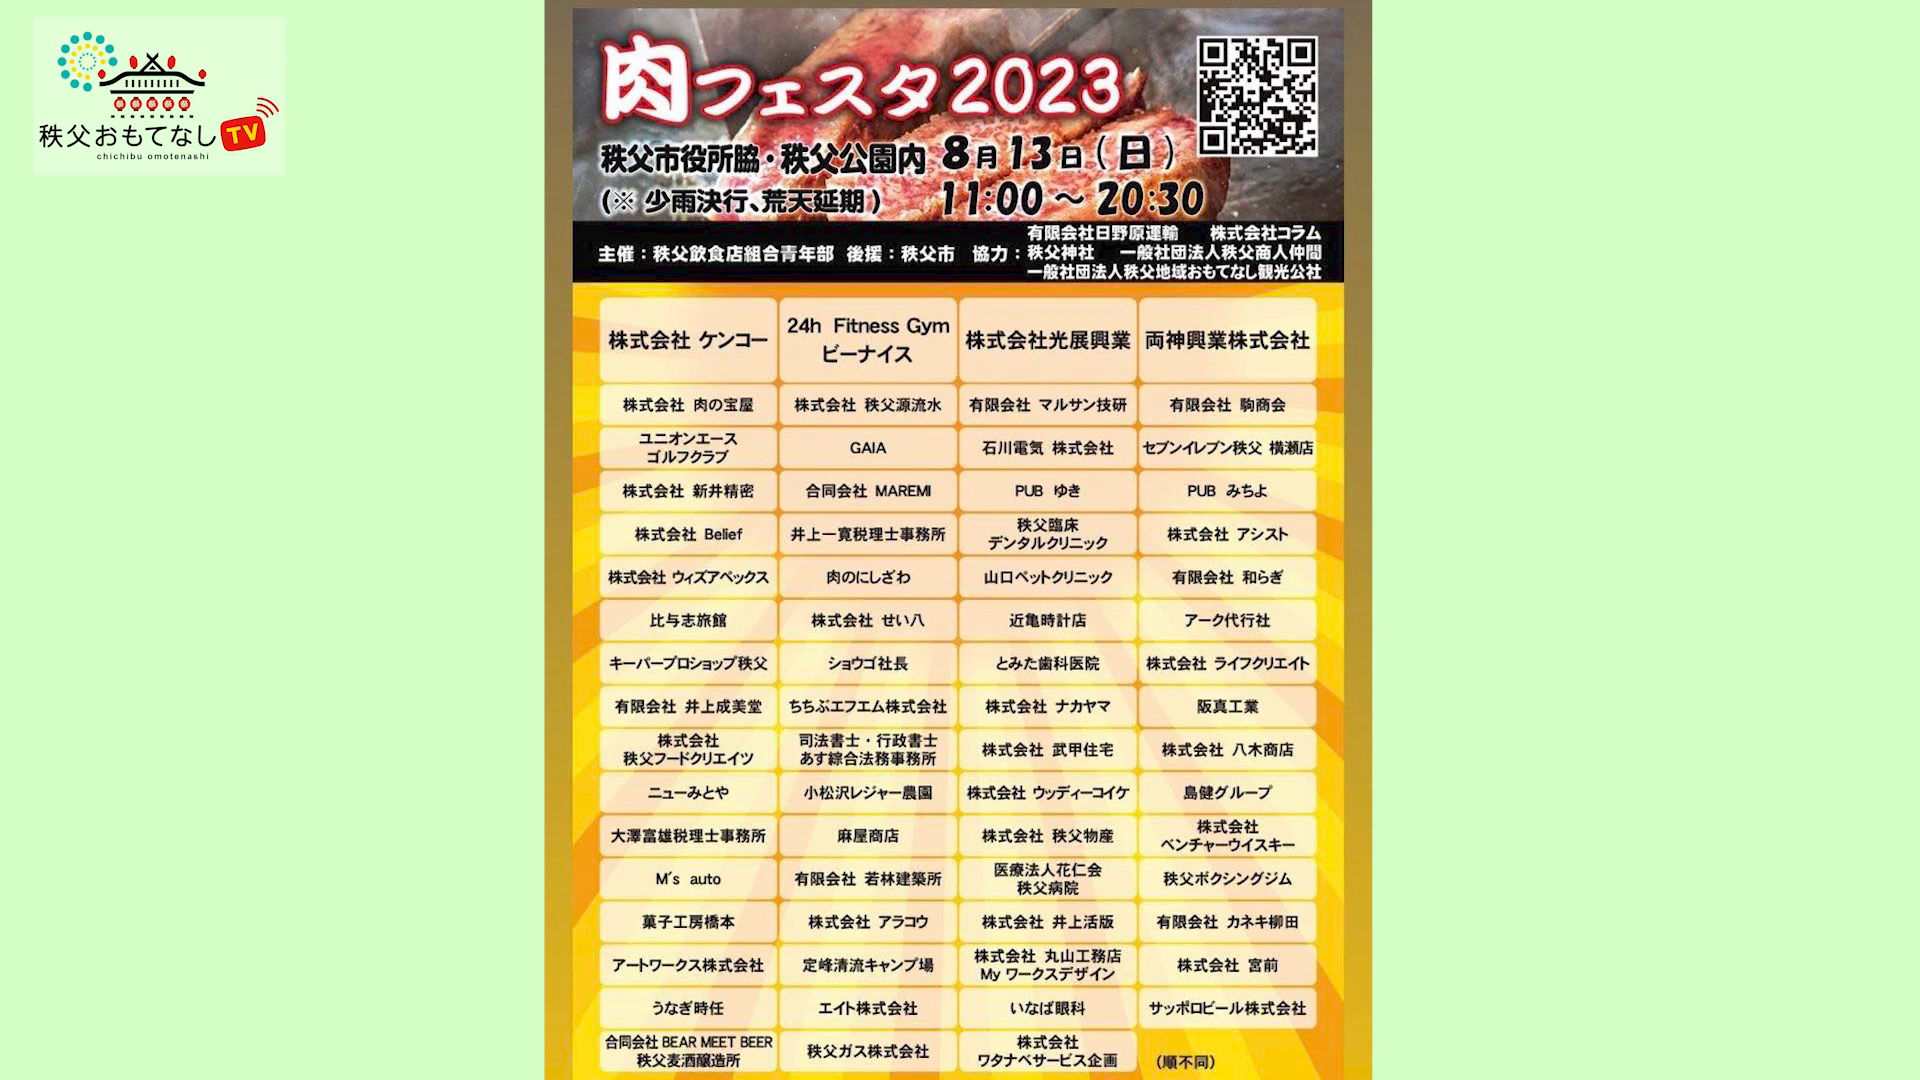 秩父おもてなしTV
chichibu omotenashi
肉フェスタ2023
秩父市役所脇・秩父公園内 8月13日(日)
(※ 少雨決行、荒天延期) 11:00～20:30
主催：秩父飲食店組合青年部 後援：秩父市 協力：
有限会社日野原運輸 株式会社コラム
秩父神社 一般社団法人秩父商人仲間
一般社団法人秩父地域おもてなし観光公社
株式会社 ケンコー
24h Fitness Gym
ビーナイス
株式会社光展興業
両神興業株式会社
株式会社 肉の宝屋
株式会社 秩父源流水
有限会社 マルサン技研
有限会社 駒商会
ユニオンエース
ゴルフクラブ
GAIA
石川電気 株式会社
セブンイレブン秩父 横瀬店
株式会社 新井精密
合同会社 MAREMI
PUB ゆき
PUB みちよ
株式会社 Belief
井上一寛税理士事務所
秩父臨床
デンタルクリニック
株式会社 アシスト
株式会社 ウィズアペックス
肉のにしざわ
山口ペットクリニック
有限会社 和らぎ
比与志旅館
株式会社 せい八
近亀時計店
アーク代行社
キーパープロショップ秩父
ショウゴ社長
とみた歯科医院
株式会社 ライフクリエイト
有限会社 井上成美堂
ちちぶエフエム株式会社
株式会社 ナカヤマ
阪真工業
株式会社
秩父フードクリエイツ
司法書士・行政書士
あす綜合法務事務所
株式会社 武甲住宅
株式会社 八木商店
ニューみとや
小松沢レジャー農園
株式会社 ウッディーコイケ
島健グループ
大澤富雄税理士事務所
麻屋商店
株式会社 秩父物産
株式会社
ベンチャーウイスキー
M's auto
有限会社 若林建築所
医療法人花仁会
秩父病院
秩父ボクシングジム
菓子工房橋本
株式会社 アラコウ
株式会社 井上活版
有限会社 カネキ柳田
アートワークス株式会社
定峰清流キャンプ場
株式会社 丸山工務店
My ワークスデザイン
株式会社 宮前
うなぎ時任
エイト株式会社
いなば眼科
サッポロビール株式会社
合同会社 BEAR MEET BEER
秩父麦酒醸造所
秩父ガス株式会社
株式会社
ワタナベサービス企画
(順不同)